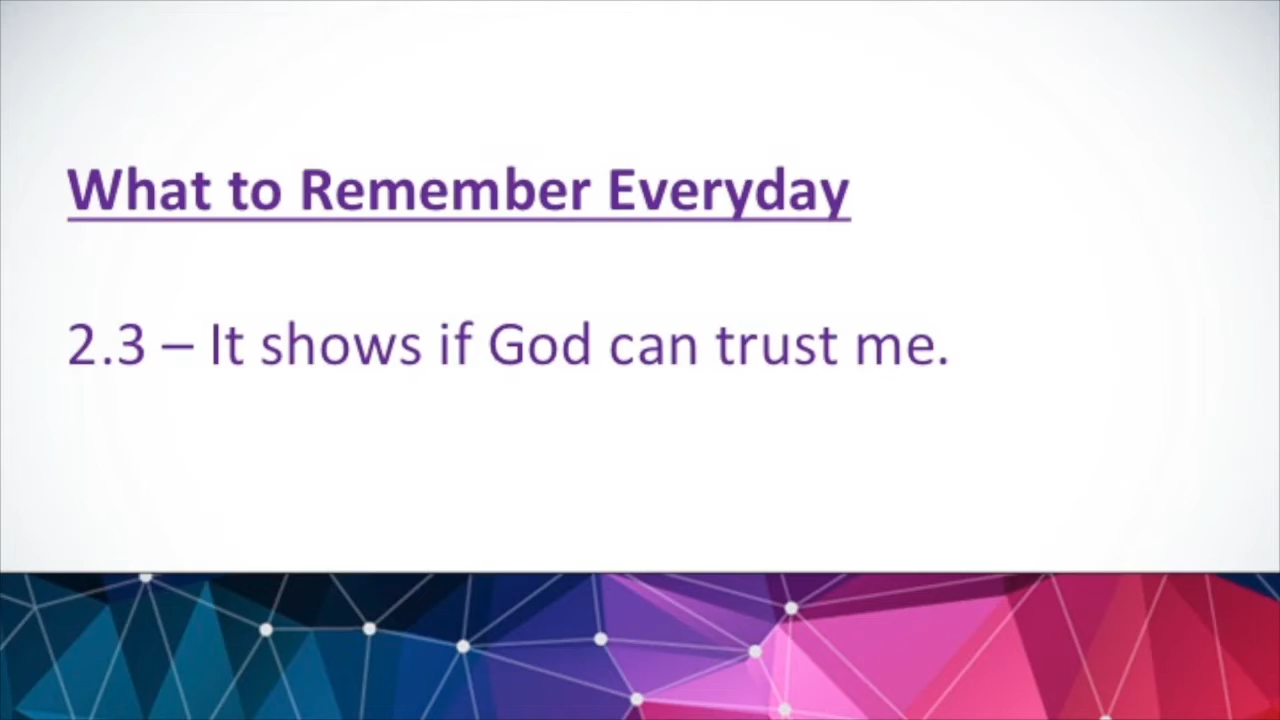 What to Remember Everyday
2.3 – It shows if God can trust me.